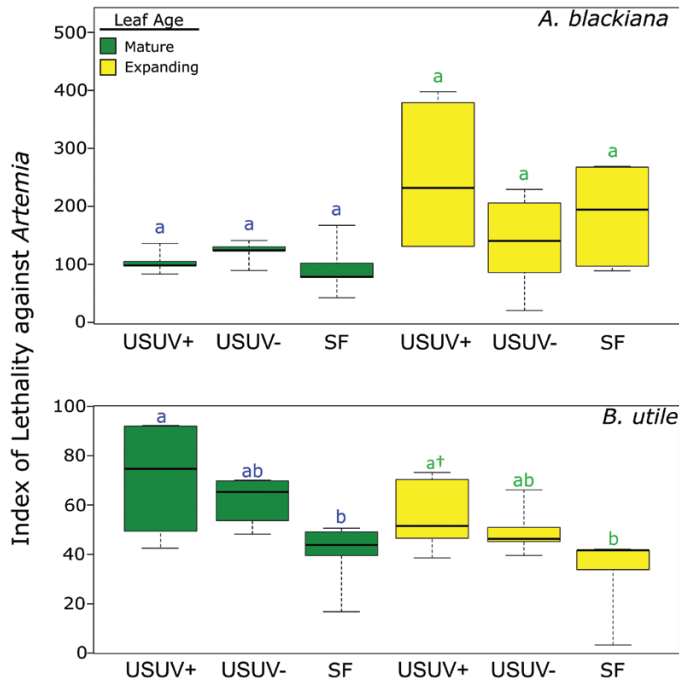 Index of Lethality against Artemia
Leaf Age
Mature
Expanding
A. blackiana
500
400
300
200
100
0
a
a
a
a
a
a
USUV+ USUV- SF USUV+ USUV- SF
B. utile
100
80
60
40
20
0
a
ab
b
a†
ab
b
USUV+ USUV- SF USUV+ USUV- SF